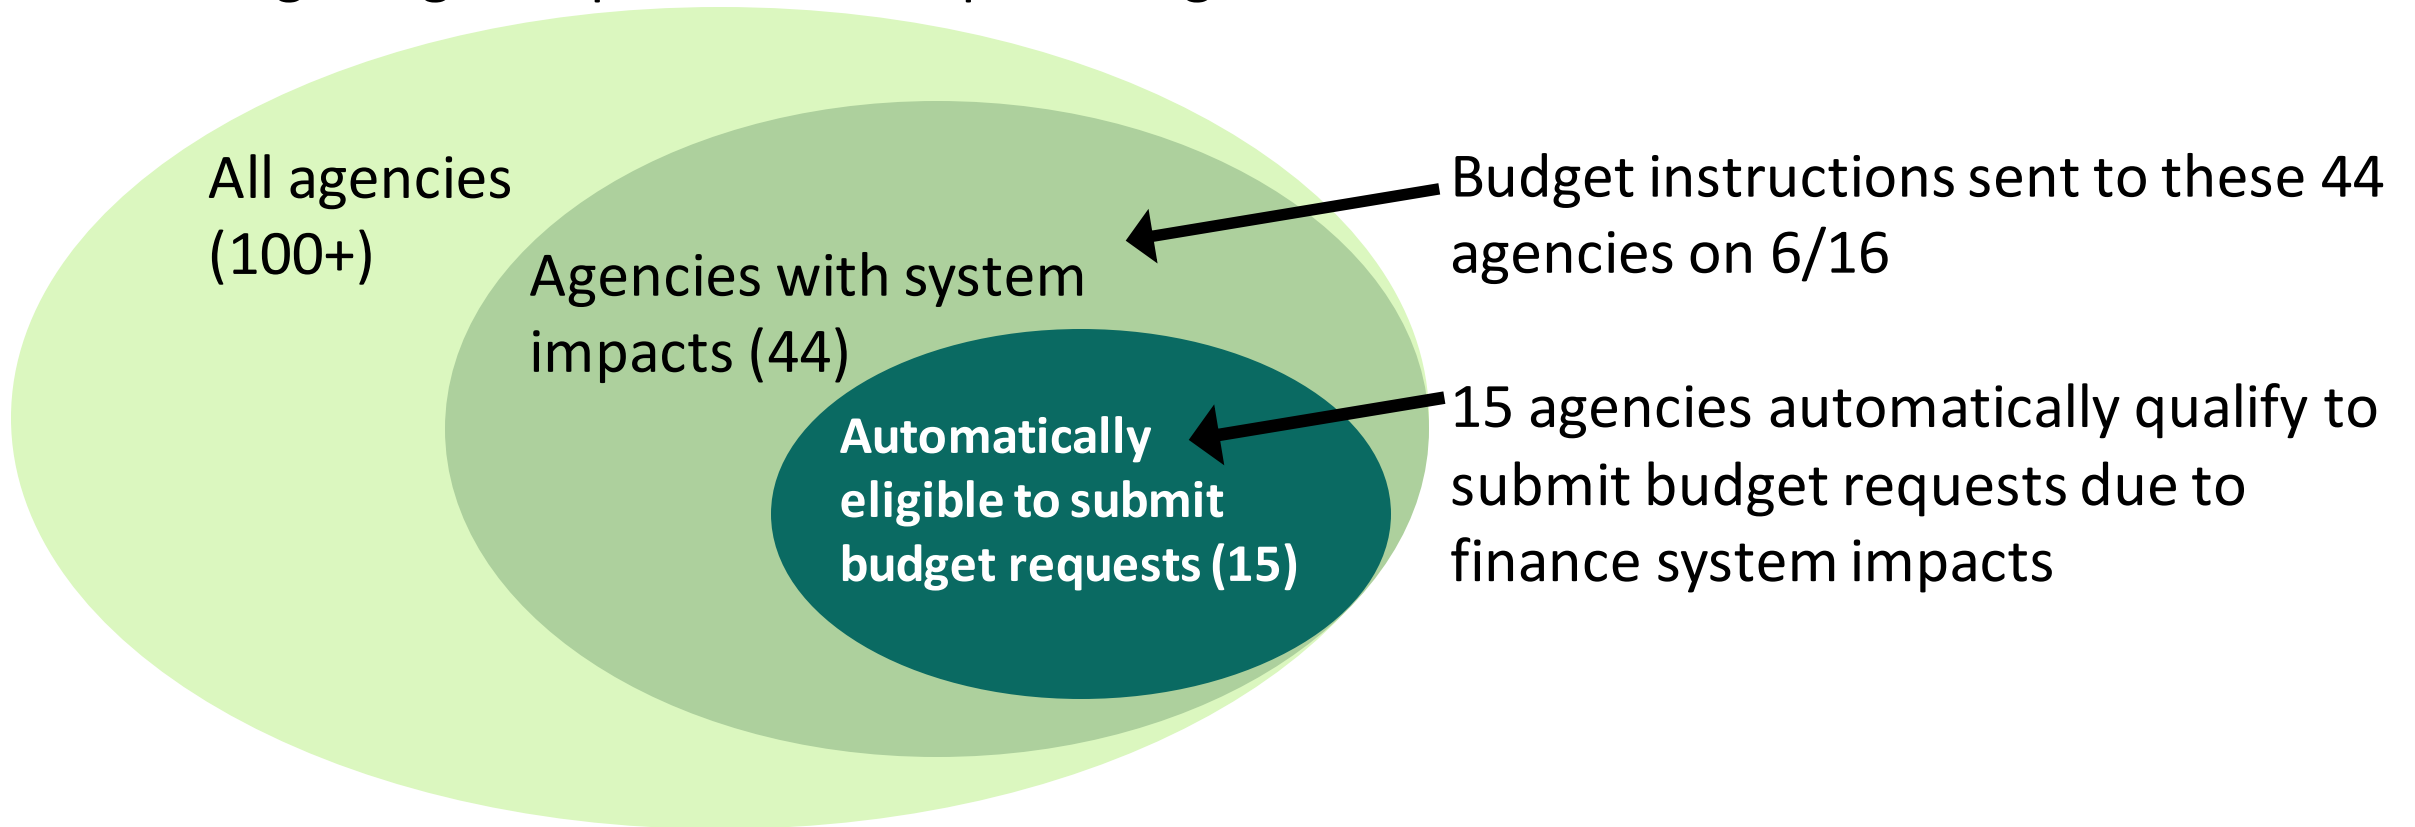 All agencies
(100+)
Agencies with system
impacts (44)
Automatically
eligible to submit
budget requests (15)
Budget instructions sent to these 44
agencies on 6/16
15 agencies automatically qualify to
submit budget requests due to
finance system impacts